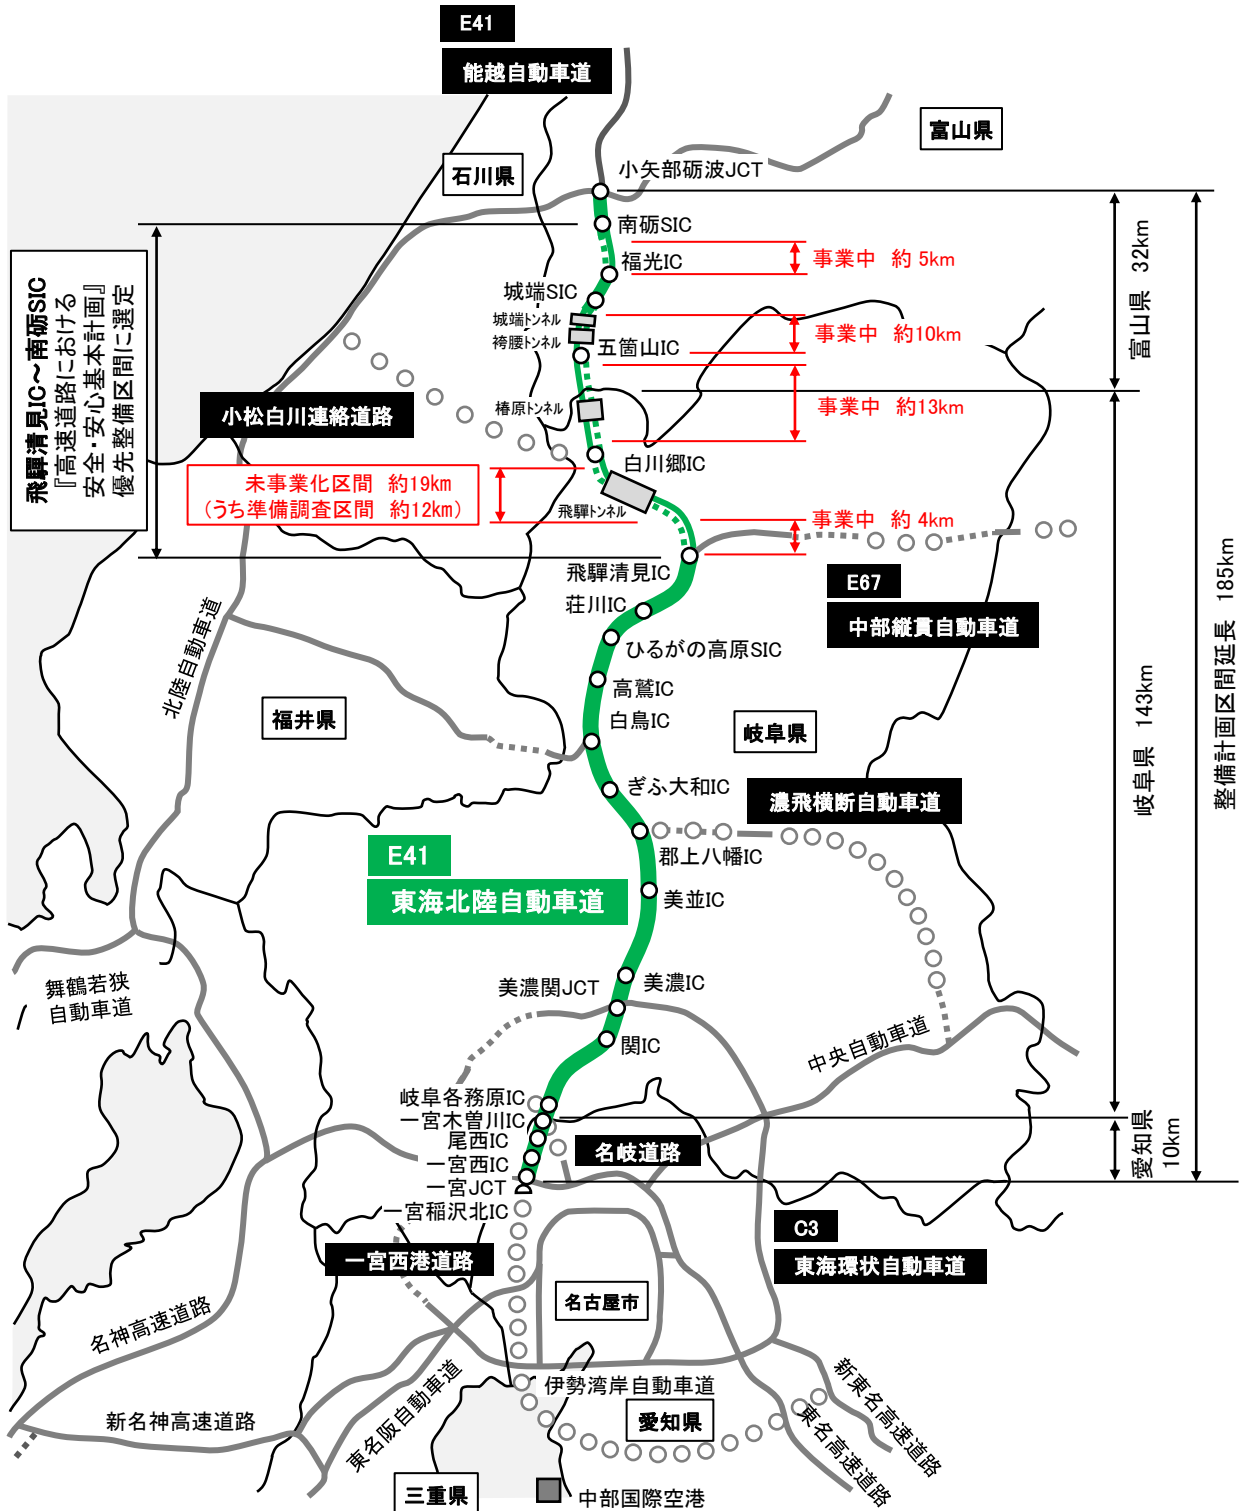 E41
能越自動車道
富山県
石川県
小矢部砺波JCT
南砺SIC
福光IC
城端SIC
城端トンネル
袴腰トンネル
五箇山IC
椿原トンネル
白川郷IC
飛驒トンネル
飛驒清見IC
荘川IC
ひるがの高原SIC
高鷲IC
白鳥IC
ぎふ大和IC
郡上八幡IC
美並IC
美濃IC
美濃関JCT
関IC
岐阜各務原IC
一宮木曽川IC
尾西IC
一宮西IC
一宮JCT
一宮稲沢北IC
事業中 約 5km
事業中 約10km
事業中 約13km
事業中 約 4km
未事業化区間 約19km
(うち準備調査区間 約12km)
飛驒清見IC～南砺SIC
『高速道路における
安全・安心基本計画』
優先整備区間に選定
富山県 32km
岐阜県 143km
愛知県
10km
整備計画区間延長 185km
小松白川連絡道路
E67
中部縦貫自動車道
北陸自動車道
福井県
岐阜県
濃飛横断自動車道
E41
東海北陸自動車道
舞鶴若狭
自動車道
中央自動車道
名岐道路
C3
東海環状自動車道
一宮西港道路
名古屋市
名神高速道路
新名神高速道路
東名阪自動車道
伊勢湾岸自動車道
愛知県
新東名高速道路
東名高速道路
三重県
中部国際空港